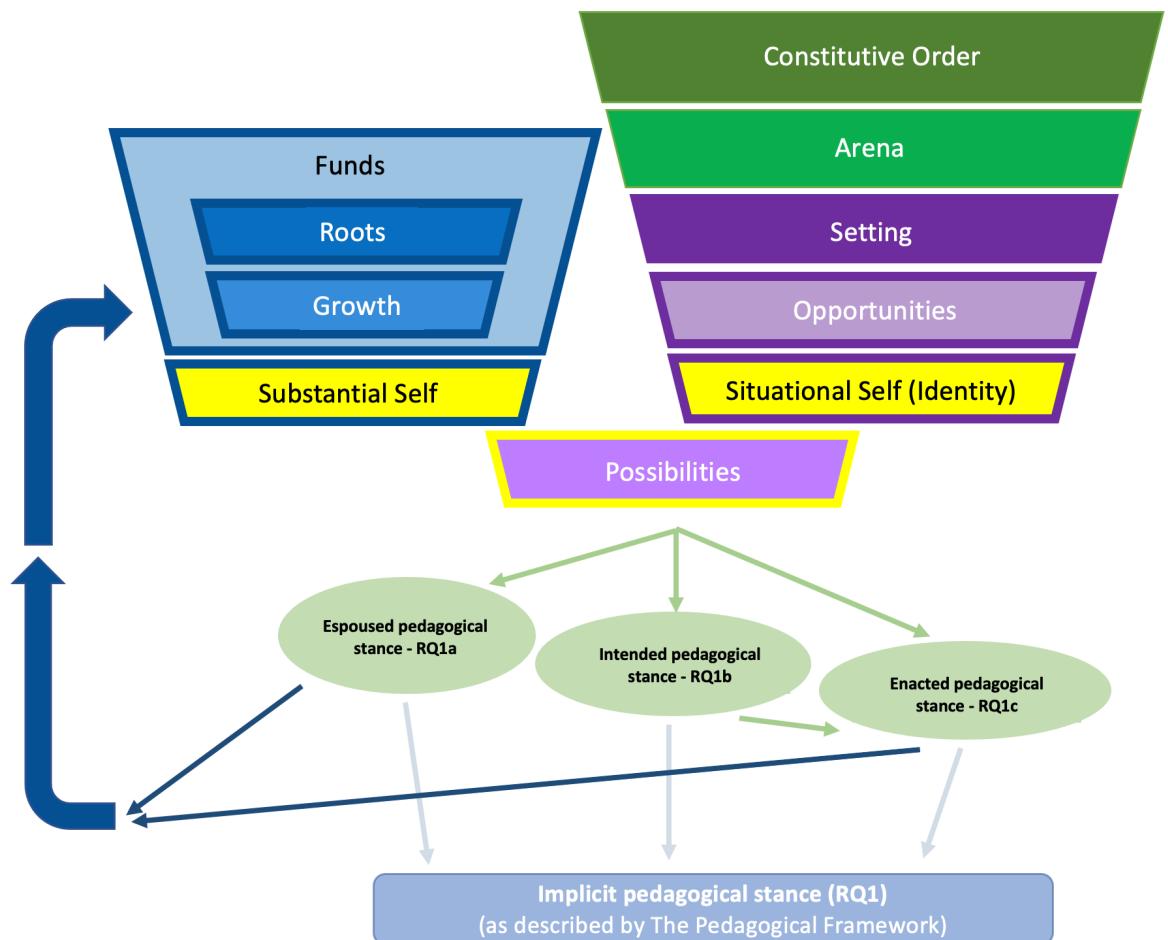 Constitutive Order
Arena
Funds
Roots
Setting
Growth
Opportunities
Substantial Self
Situational Self (Identity)
Possibilities
Espoused pedagogical
stance - RQ1a
Intended pedagogical
stance - RQ1b
Enacted pedagogical
stance - RQ1c
Implicit pedagogical stance (RQ1)
(as described by The Pedagogical Framework)